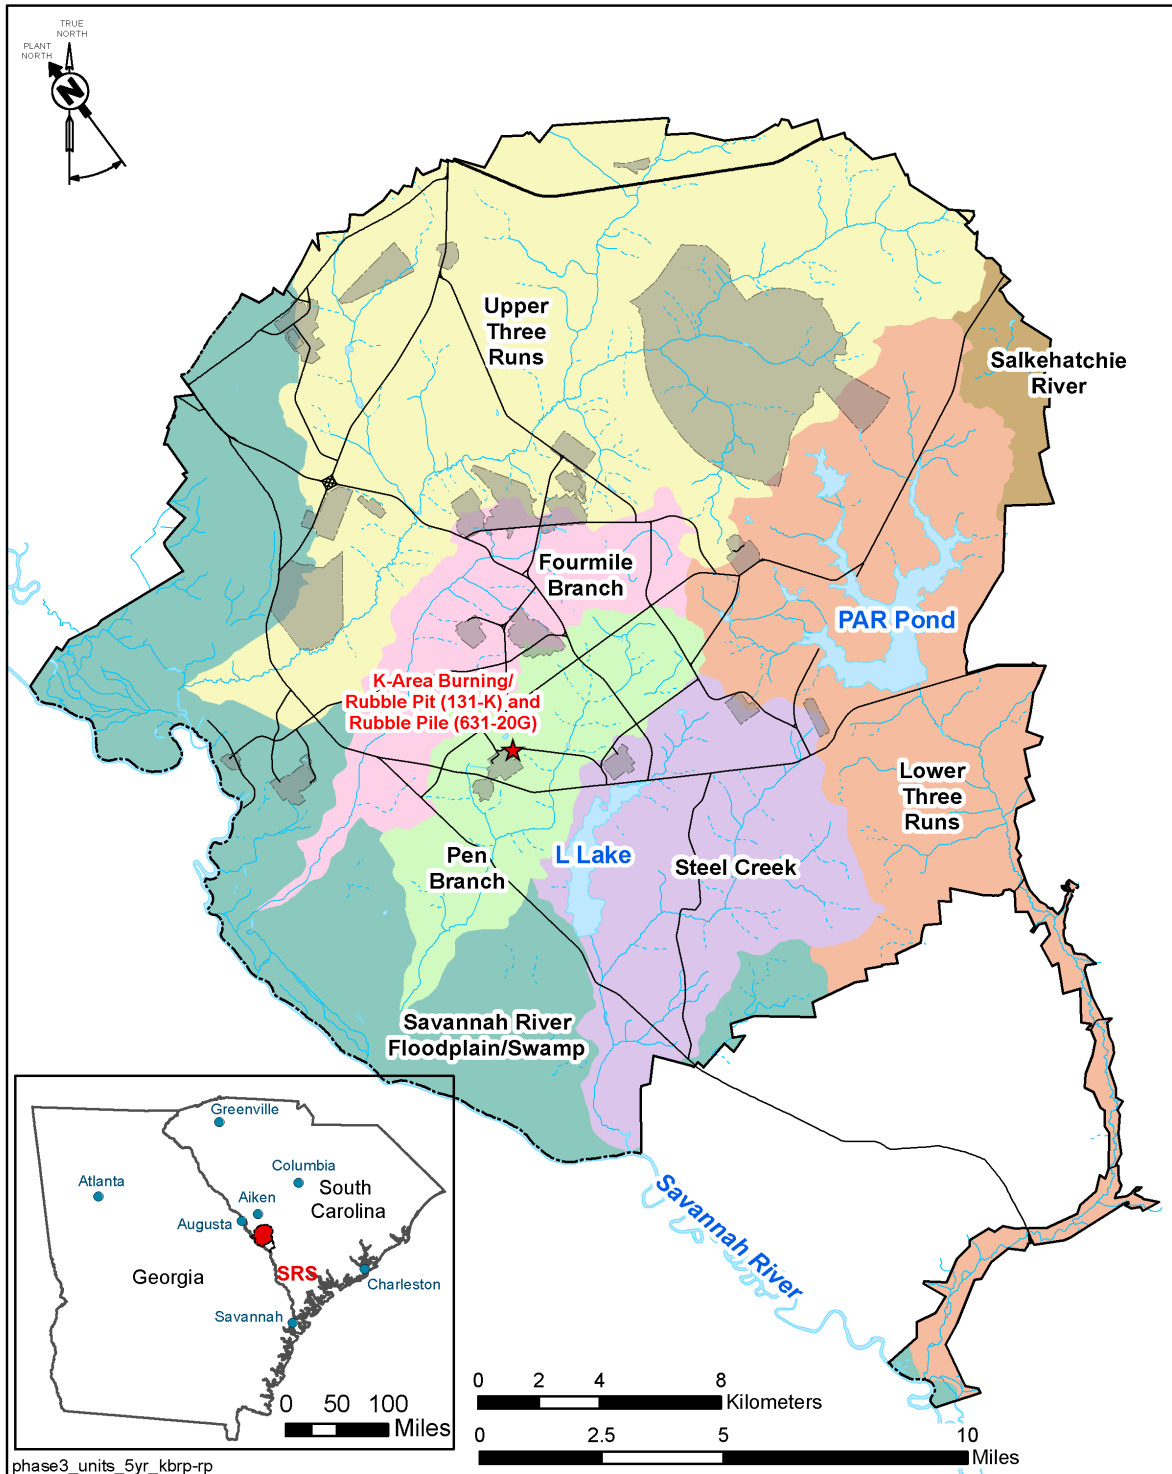 TRUE
NORTH
PLANT
NORTH
N
Upper
Three
Runs
Salkehatchie
River
Fourmile
Branch
PAR Pond
K-Area Burning/
Rubble Pit (131-K) and
Rubble Pile (631-20G)
Lower
Three
Runs
Pen
Branch
L Lake
Steel Creek
Savannah River
Floodplain/Swamp
Savannah River
Greenville
Columbia
Atlanta
Aiken
South
Carolina
Augusta
Georgia
SRS
Charleston
Savannah
0 50 100
Miles
0 2 4 8
Kilometers
0 2.5 5 10
Miles
phase3_units_5yr_kbrp-rp